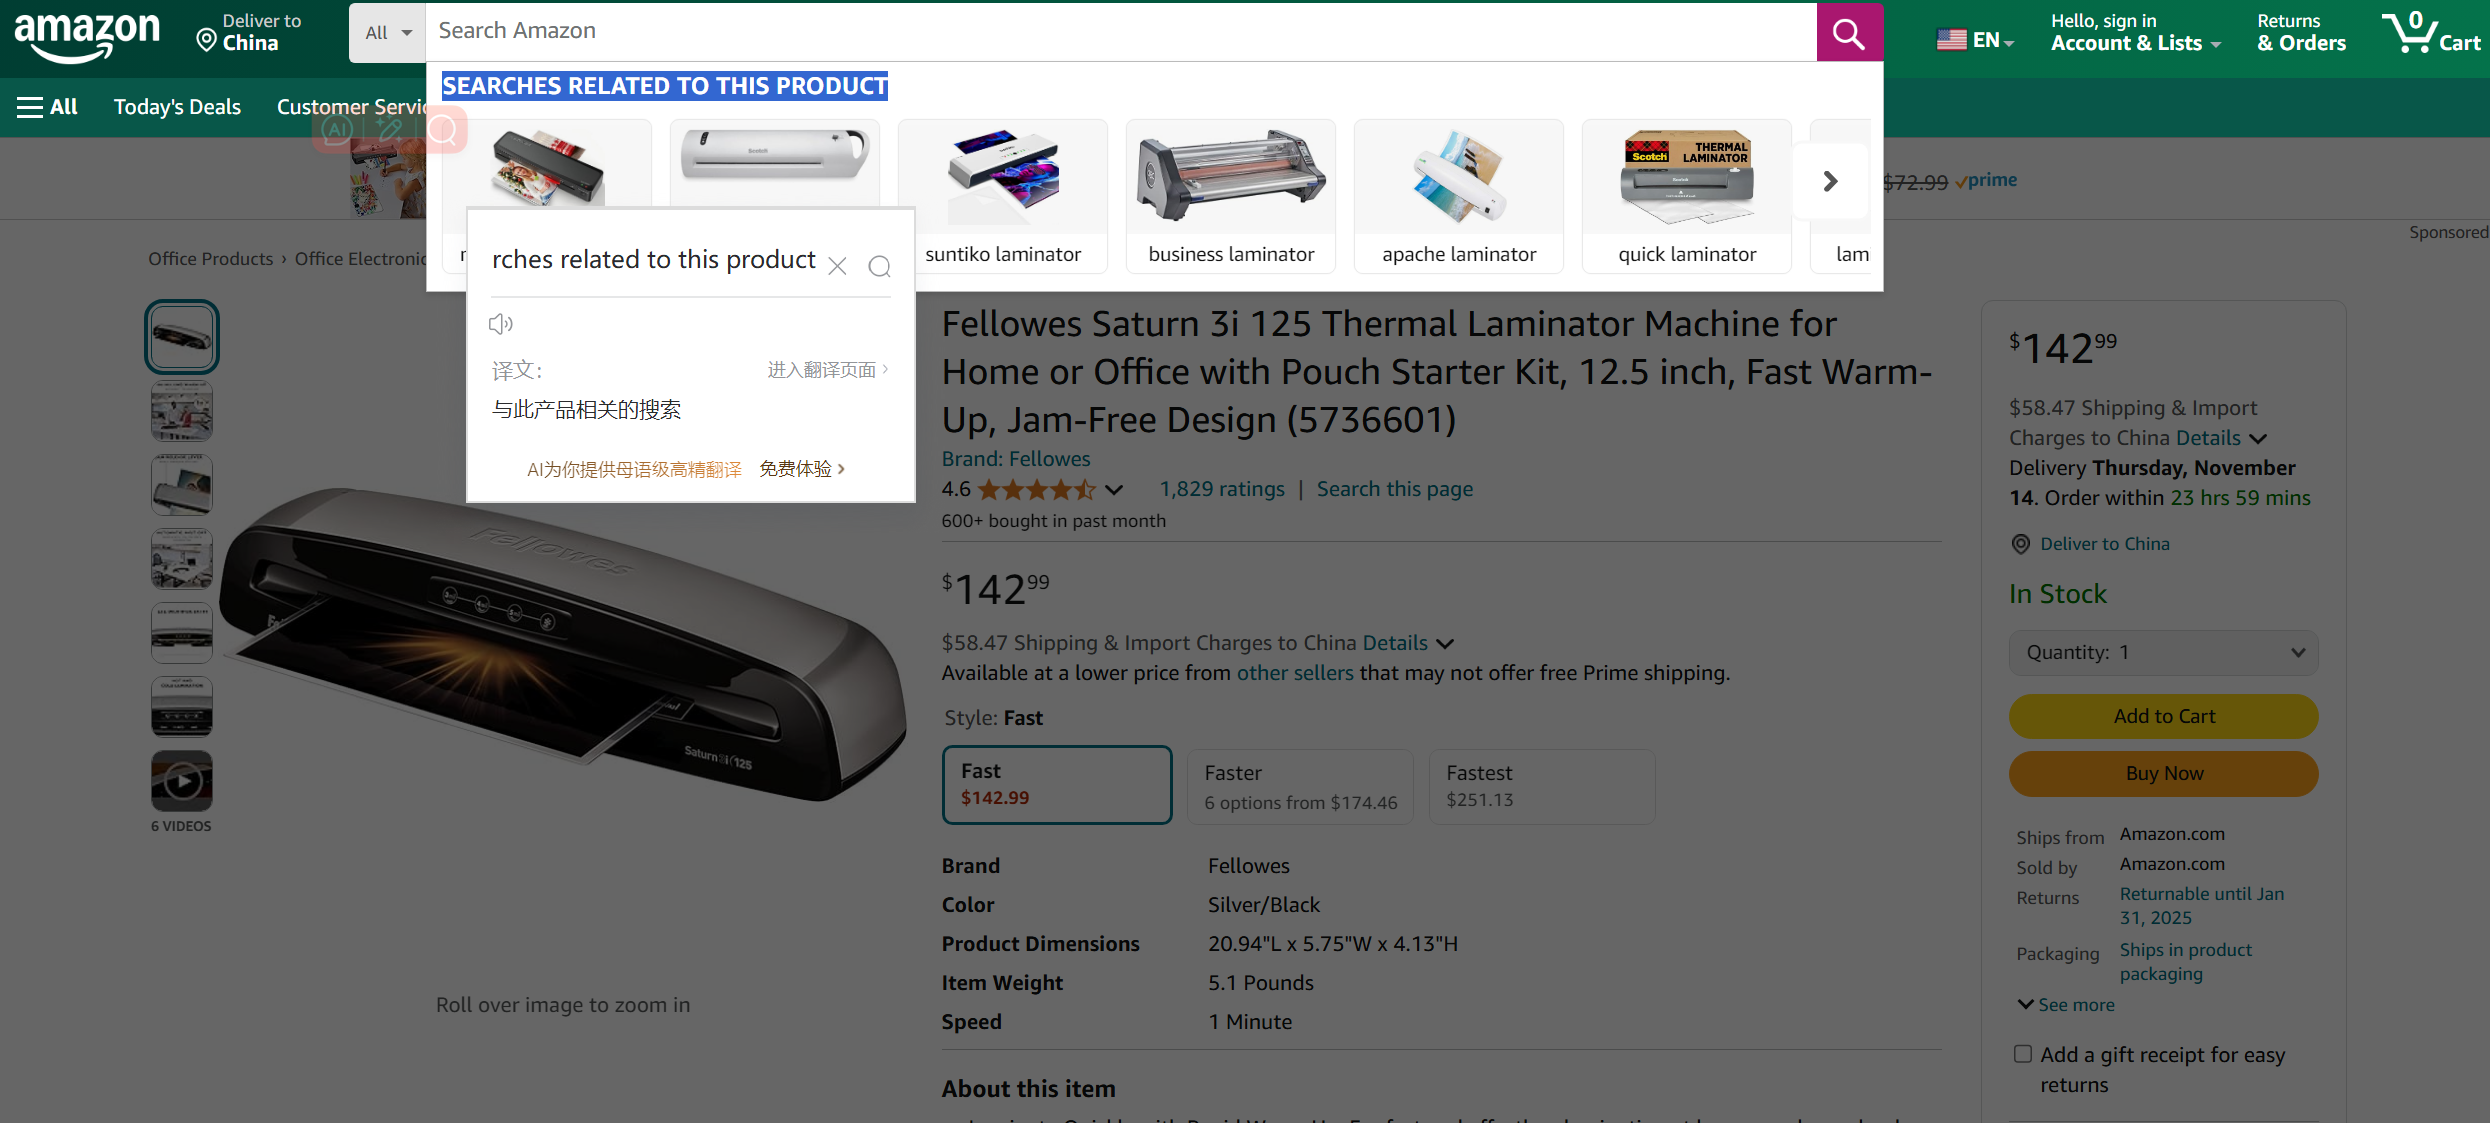 amazon
Deliver to
China
All
Search Amazon
EN
Hello, sign in
Account & Lists
Returns
& Orders
0
Cart
All
Today's Deals
Customer Servic
SEARCHES RELATED TO THIS PRODUCT
AI
Scotch
Scotch
THERMAL
LAMINATOR
suntiko laminator
business laminator
apache laminator
quick laminator
lam
$72.99 prime
Sponsored
Office Products › Office Electronic
rches related to this product
译文：
进入翻译页面
与此产品相关的搜索
AI为你提供母语级高精翻译 免费体验
Fellowes
Saturn 3i 125
6 VIDEOS
Roll over image to zoom in
Fellowes Saturn 3i 125 Thermal Laminator Machine for
Home or Office with Pouch Starter Kit, 12.5 inch, Fast Warm-
Up, Jam-Free Design (5736601)
Brand: Fellowes
4.6
1,829 ratings | Search this page
600+ bought in past month
$142 99
$58.47 Shipping & Import Charges to China Details
Available at a lower price from other sellers that may not offer free Prime shipping.
Style: Fast
Fast
$142.99
Faster
6 options from $174.46
Fastest
$251.13
Brand Fellowes
Color Silver/Black
Product Dimensions 20.94"L x 5.75"W x 4.13"H
Item Weight 5.1 Pounds
Speed 1 Minute
About this item
$142 99
$58.47 Shipping & Import
Charges to China Details
Delivery Thursday, November
14. Order within 23 hrs 59 mins
Deliver to China
In Stock
Quantity: 1
Add to Cart
Buy Now
Ships from Amazon.com
Sold by Amazon.com
Returns Returnable until Jan
31, 2025
Packaging Ships in product
packaging
See more
Add a gift receipt for easy
returns